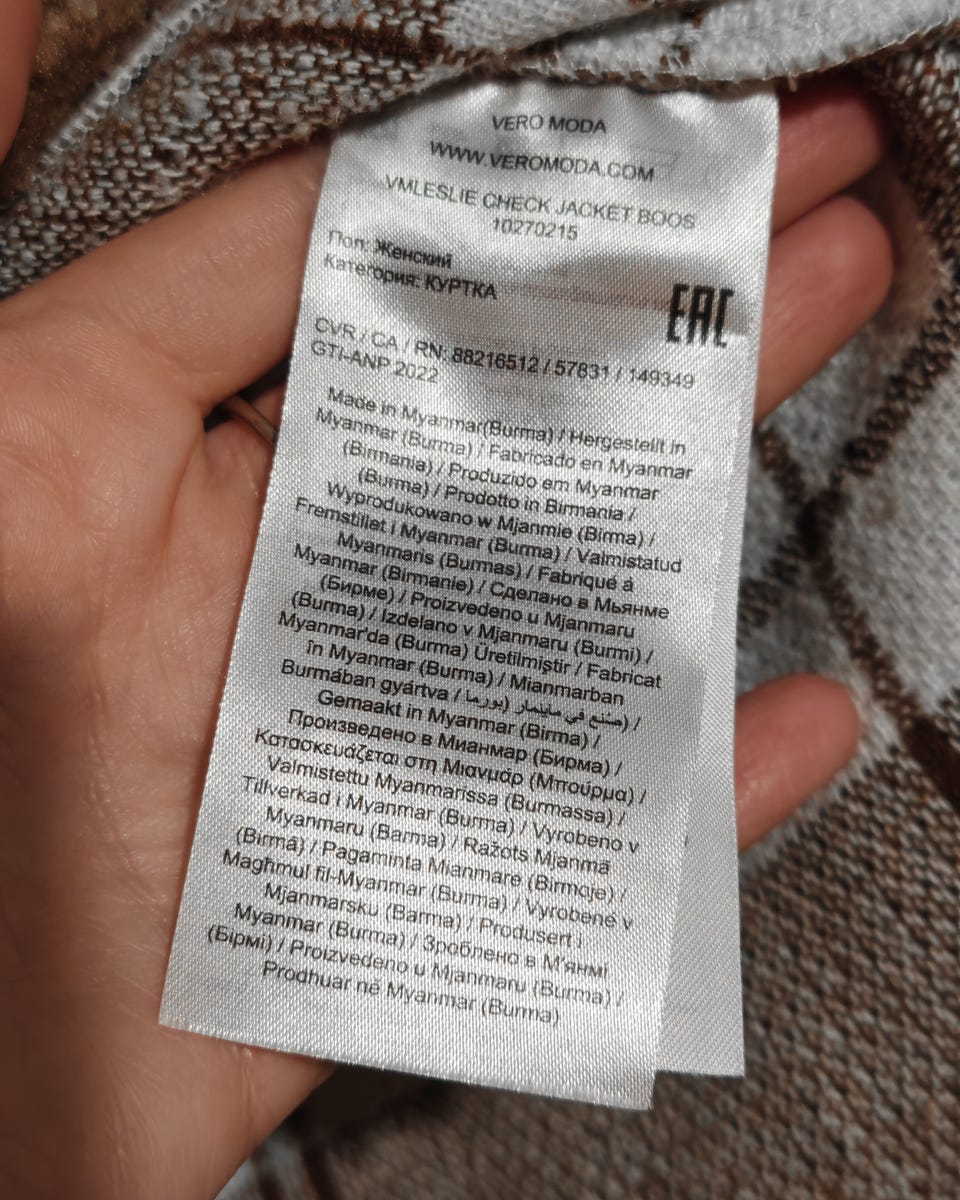 VERO MODA
WWW.VEROMODA.COM
VMLESLIE CHECK JACKET BOOS
10270215
Пол: Женский
Категория: КУРТКА
EAC
CVR / CA / RN: 88216512 / 57831 / 149349
GTI-ANP 2022
Made in Myanmar(Burma) / Hergestellt in
Myanmar (Burma) / Fabricado en Myanmar
(Birmania) / Produzido em Myanmar
(Burma) / Prodotto in Birmania /
Wyprodukowano w Mjanmie (Birma) /
Fremstillet i Myanmar (Burma) / Valmistatud
Myanmaris (Burmas) / Fabriqué à
Myanmar (Birmanie) / Сделано в Мьянме
(Бирме) / Proizvedeno u Mjanmaru
(Burma) / Izdelano v Mjanmaru (Burmi) /
Myanmar'da (Burma) Üretilmiştir / Fabricat
în Myanmar (Burma) / Mianmarban
Burmában gyártva / صنع في ماينمار (بورما) /
Gemaakt in Myanmar (Birma) /
Произведено в Мианмар (Бирма) /
Κατασκευάζεται στη Μιανμάρ (Μπούρμα) /
Valmistettu Myanmarissa (Burmassa) /
Tillverkad i Myanmar (Burma) / Vyrobeno v
Myanmaru (Barma) / Ražots Mjanmā
(Birmā) / Pagaminta Mianmare (Birmoje) /
Magħmul fil-Myanmar (Burma) / Vyrobené v
Mjanmarsku (Barma) / Produsert i
Myanmar (Burma) / Зроблено в М'янмі
(Бірмі) / Proizvedeno u Mjanmaru (Burma) /
Prodhuar në Myanmar (Burma)